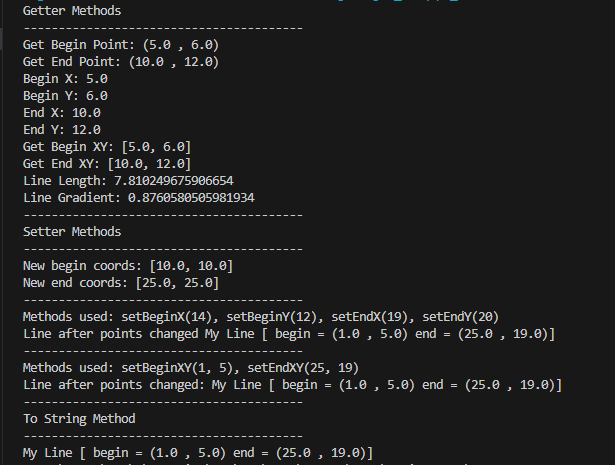 Getter Methods
----------------------------------------
Get Begin Point: (5.0 , 6.0)
Get End Point: (10.0 , 12.0)
Begin X: 5.0
Begin Y: 6.0
End X: 10.0
End Y: 12.0
Get Begin XY: [5.0, 6.0]
Get End XY: [10.0, 12.0]
Line Length: 7.810249675906654
Line Gradient: 0.8760580505981934
----------------------------------------
Setter Methods
----------------------------------------
New begin coords: [10.0, 10.0]
New end coords: [25.0, 25.0]
----------------------------------------
Methods used: setBeginX(14), setBeginY(12), setEndX(19), setEndY(20)
Line after points changed My Line [ begin = (1.0 , 5.0) end = (25.0 , 19.0)]
----------------------------------------
Methods used: setBeginXY(1, 5), setEndXY(25, 19)
Line after points changed: My Line [ begin = (1.0 , 5.0) end = (25.0 , 19.0)]
----------------------------------------
To String Method
----------------------------------------
My Line [ begin = (1.0 , 5.0) end = (25.0 , 19.0)]